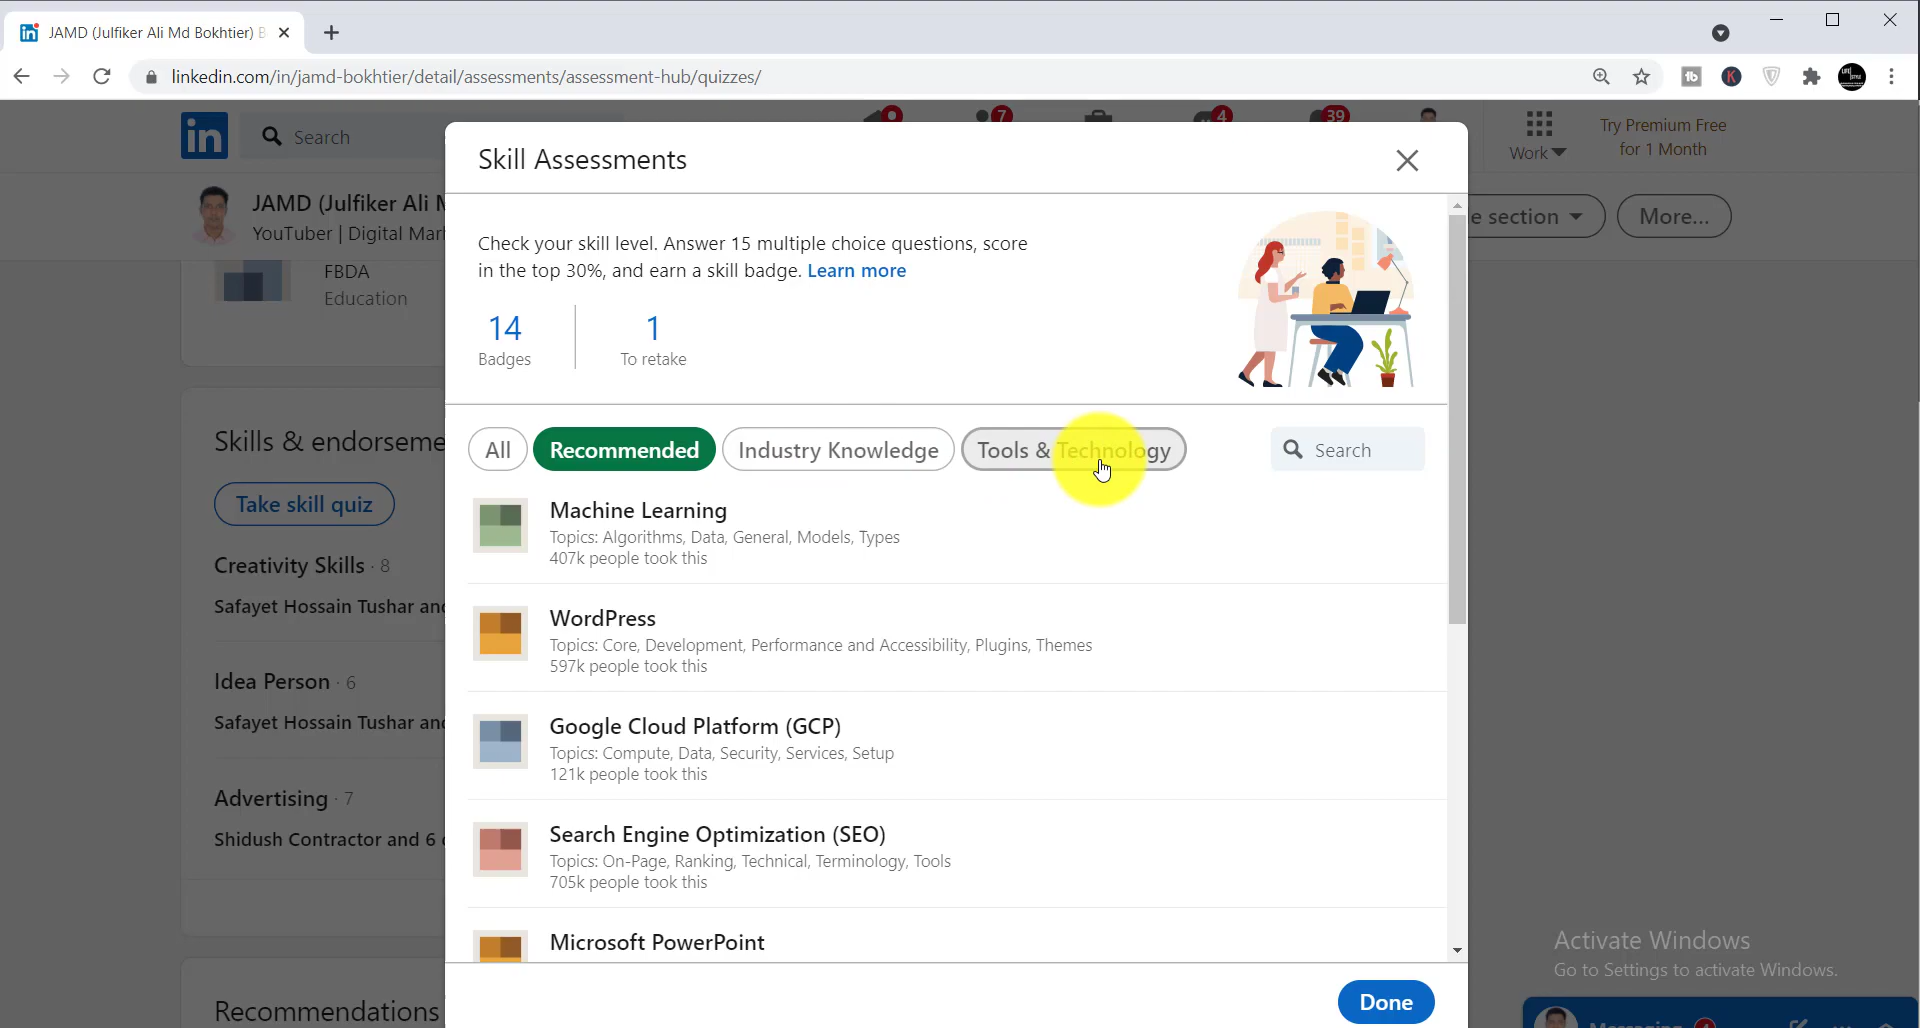 JAMD (Julfiker Ali Md Bokhtier) B
linkedin.com/in/jamd-bokhtier/detail/assessments/assessment-hub/quizzes/
in
Search
7
4
39
Work
Try Premium Free
for 1 Month
JAMD (Julfiker Ali M
YouTuber | Digital Mar
e section
More...
FBDA
Education
Skills & endorseme
Take skill quiz
Creativity Skills · 8
Safayet Hossain Tushar and
Idea Person · 6
Safayet Hossain Tushar and
Advertising · 7
Shidush Contractor and 6 o
Recommendations
Skill Assessments
Check your skill level. Answer 15 multiple choice questions, score
in the top 30%, and earn a skill badge. Learn more
14
Badges
1
To retake
All
Recommended
Industry Knowledge
Tools & Technology
Search
Machine Learning
Topics: Algorithms, Data, General, Models, Types
407k people took this
WordPress
Topics: Core, Development, Performance and Accessibility, Plugins, Themes
597k people took this
Google Cloud Platform (GCP)
Topics: Compute, Data, Security, Services, Setup
121k people took this
Search Engine Optimization (SEO)
Topics: On-Page, Ranking, Technical, Terminology, Tools
705k people took this
Microsoft PowerPoint
Done
Activate Windows
Go to Settings to activate Windows.
Messaging